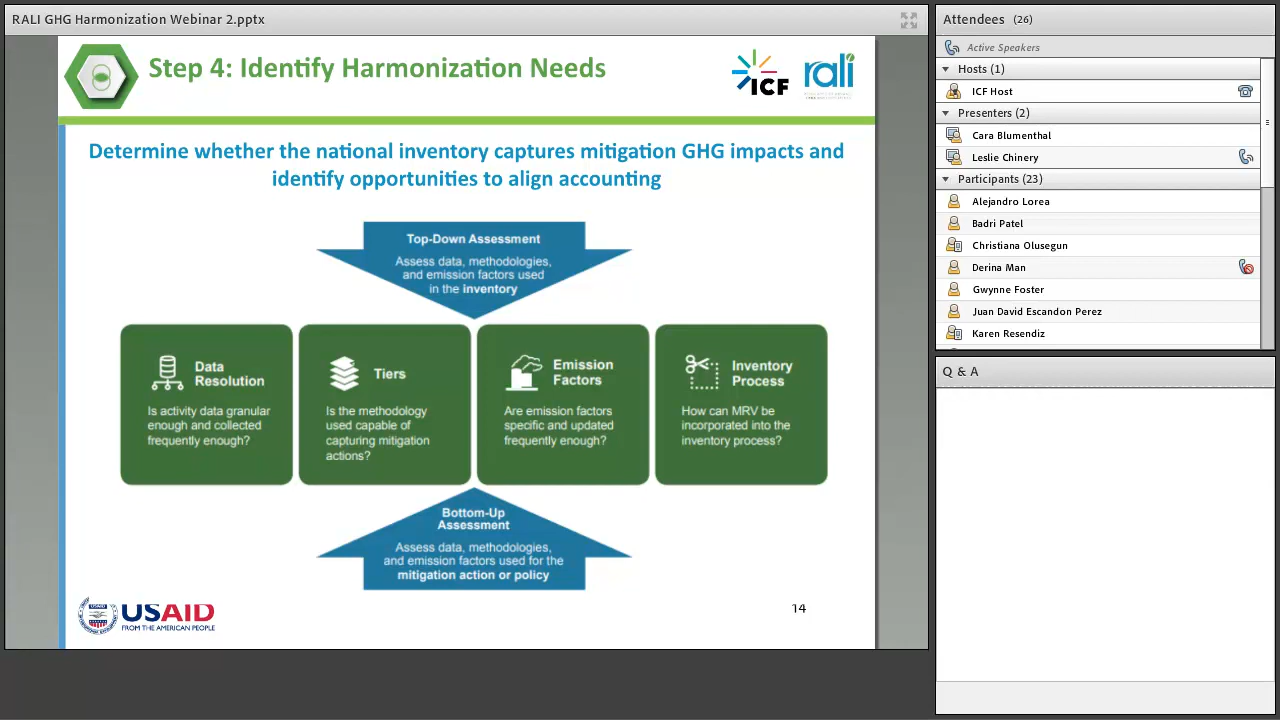 RALI GHG Harmonization Webinar 2.pptx
Step 4: Identify Harmonization Needs
ICF
rali
Determine whether the national inventory captures mitigation GHG impacts and
identify opportunities to align accounting
Top-Down Assessment
Assess data, methodologies,
and emission factors used
in the inventory
Data
Resolution
Is activity data granular
enough and collected
frequently enough?
Tiers
Is the methodology
used capable of
capturing mitigation
actions?
Emission
Factors
Are emission factors
specific and updated
frequently enough?
Inventory
Process
How can MRV be
incorporated into the
inventory process?
Bottom-Up
Assessment
Assess data, methodologies,
and emission factors used for the
mitigation action or policy
USAID
FROM THE AMERICAN PEOPLE
14
Attendees (26)
Active Speakers
Hosts (1)
ICF Host
Presenters (2)
Cara Blumenthal
Leslie Chinery
Participants (23)
Alejandro Lorea
Badri Patel
Christiana Olusegun
Derina Man
Gwynne Foster
Juan David Escandon Perez
Karen Resendiz
Q & A